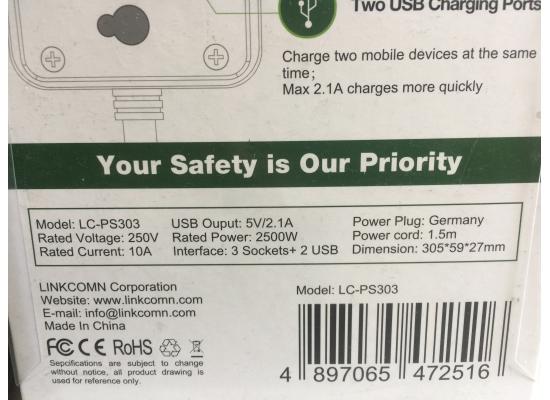 Two USB Charging Ports
Charge two mobile devices at the same
time;
Max 2.1A charges more quickly
Your Safety is Our Priority
Model: LC-PS303 USB Ouput: 5V/2.1A Power Plug: Germany
Rated Voltage: 250V Rated Power: 2500W Power cord: 1.5m
Rated Current: 10A Interface: 3 Sockets+ 2 USB Dimension: 305*59*27mm
LINKCOMN Corporation
Website: www.linkcomn.com
E-mail: info@linkcomn.com
Made In China
FC CE RoHS
Sepcifications are subject to change
without notice, all product drawing is
used for reference only.
Model: LC-PS303
4 897065 472516